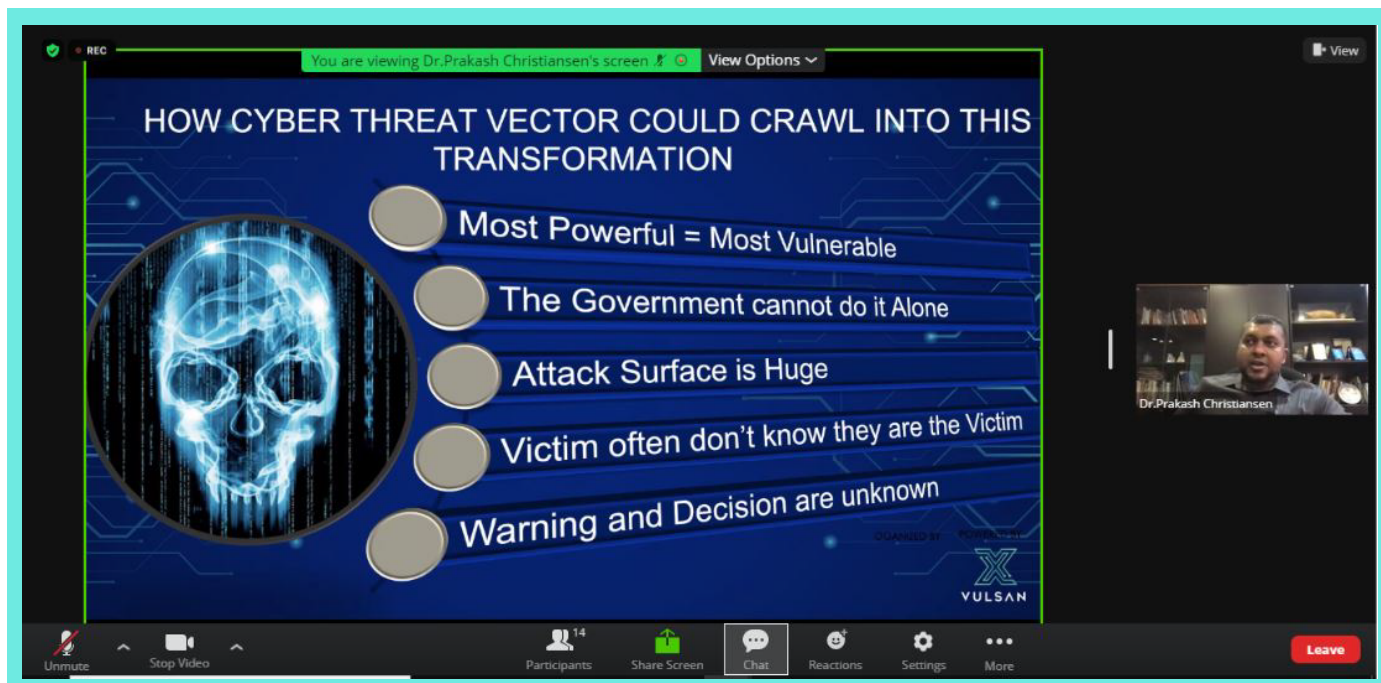 REC
You are viewing Dr.Prakash Christiansen's screen
View Options
View
HOW CYBER THREAT VECTOR COULD CRAWL INTO THIS
TRANSFORMATION
Most Powerful = Most Vulnerable
The Government cannot do it Alone
Attack Surface is Huge
Victim often don't know they are the Victim
Warning and Decision are unknown
POWERED BY
VULSAN
Dr.Prakash Christiansen
Unmute
Stop Video
14
Participants
Share Screen
Chat
Reactions
Settings
More
Leave